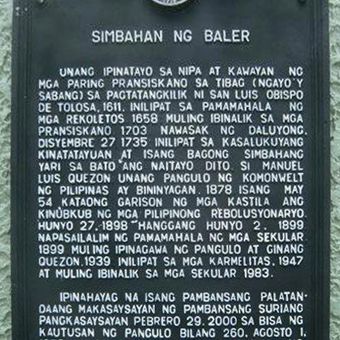 SIMBAHAN NG BALER
UNANG IPINATAYO SA NIPA AT KAWAYAN NG
MGA PARING PRANSISKANO SA TIBAG (NGAYO'Y
SABANG) SA PAGTATANGKILIK NI SAN LUIS OBISPO
DE TOLOSA, 1611. INILIPAT SA PAMAMAHALA NG
MGA REKOLETOS 1658 MULING IBINALIK SA MGA
PRANSISKANO 1703 NAWASAK NG DALUYONG,
DISYEMBRE 27 1735 INILIPAT SA KASALUKUYANG
KINATATAYUAN AT ISANG BAGONG SIMBAHANG
YARI SA BATO ANG NAITAYO DITO. SI MANUEL
LUIS QUEZON UNANG PANGULO NG KOMONWELT
NG PILIPINAS AY BININYAGAN. 1878 ISANG MAY
54 KATAONG GARISON NG MGA KASTILA ANG
KINUBKUB NG MGA PILIPINONG REBOLUSYONARYO.
HUNYO 27, 1898 HANGGANG HUNYO 2, 1899
NAPASAILALIM NG PAMAMAHALA NG MGA SEKULAR
1899 MULING IPINAGAWA NG PANGULO AT GINANG
QUEZON, 1939 INILIPAT SA MGA KARMELITAS, 1947
AT MULING IBINALIK SA MGA SEKULAR 1983.
IPINAHAYAG NA ISANG PAMBANSANG PALATAN-
DAANG MAKASAYSAYAN NG PAMBANSANG SURIANG
PANGKASAYSAYAN PEBRERO 29, 2000 SA BISA NG
KAUTUSAN NG PANGULO BILANG 260, AGOSTO 1,